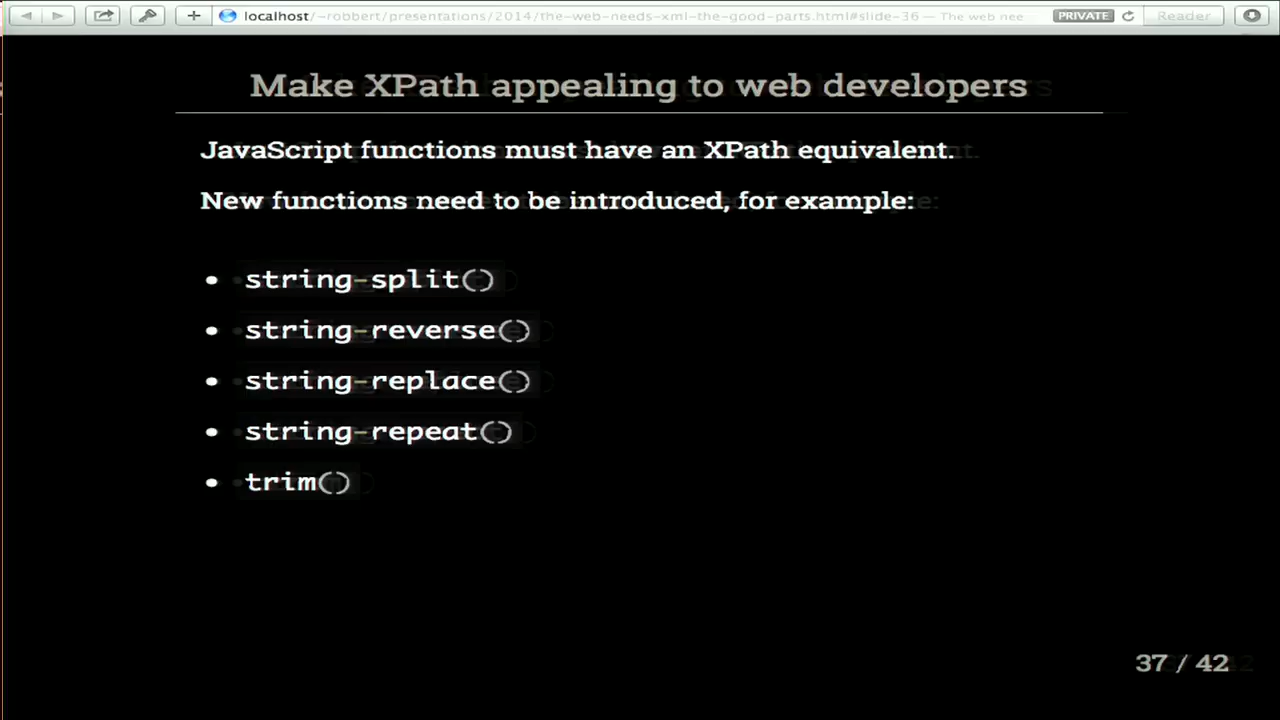 localhost/~robbert/presentations/2014/the-web-needs-xml-the-good-parts.html#slide-36 — The web nee
PRIVATE
Reader
Make XPath appealing to web developers
JavaScript functions must have an XPath equivalent.
New functions need to be introduced, for example:
• string-split()
• string-reverse()
• string-replace()
• string-repeat()
• trim()
37 / 42